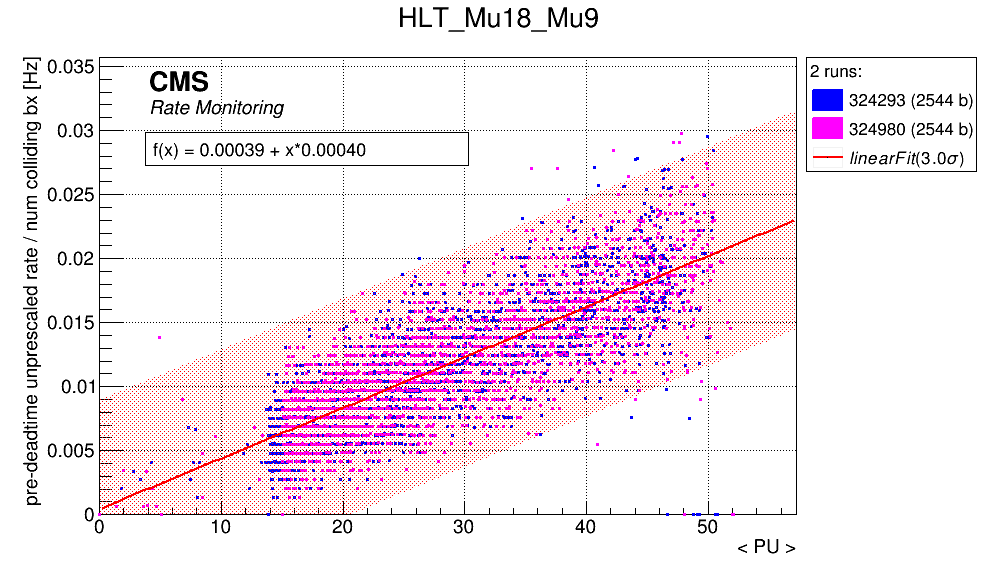 HLT_Mu18_Mu9
pre-deadtime unprescaled rate / num colliding bx [Hz]
0.035
0.03
0.025
0.02
0.015
0.01
0.005
0
CMS
Rate Monitoring
f(x) = 0.00039 + x*0.00040
2 runs:
324293 (2544 b)
324980 (2544 b)
linearFit(3.0σ)
0 10 20 30 40 50
< PU >